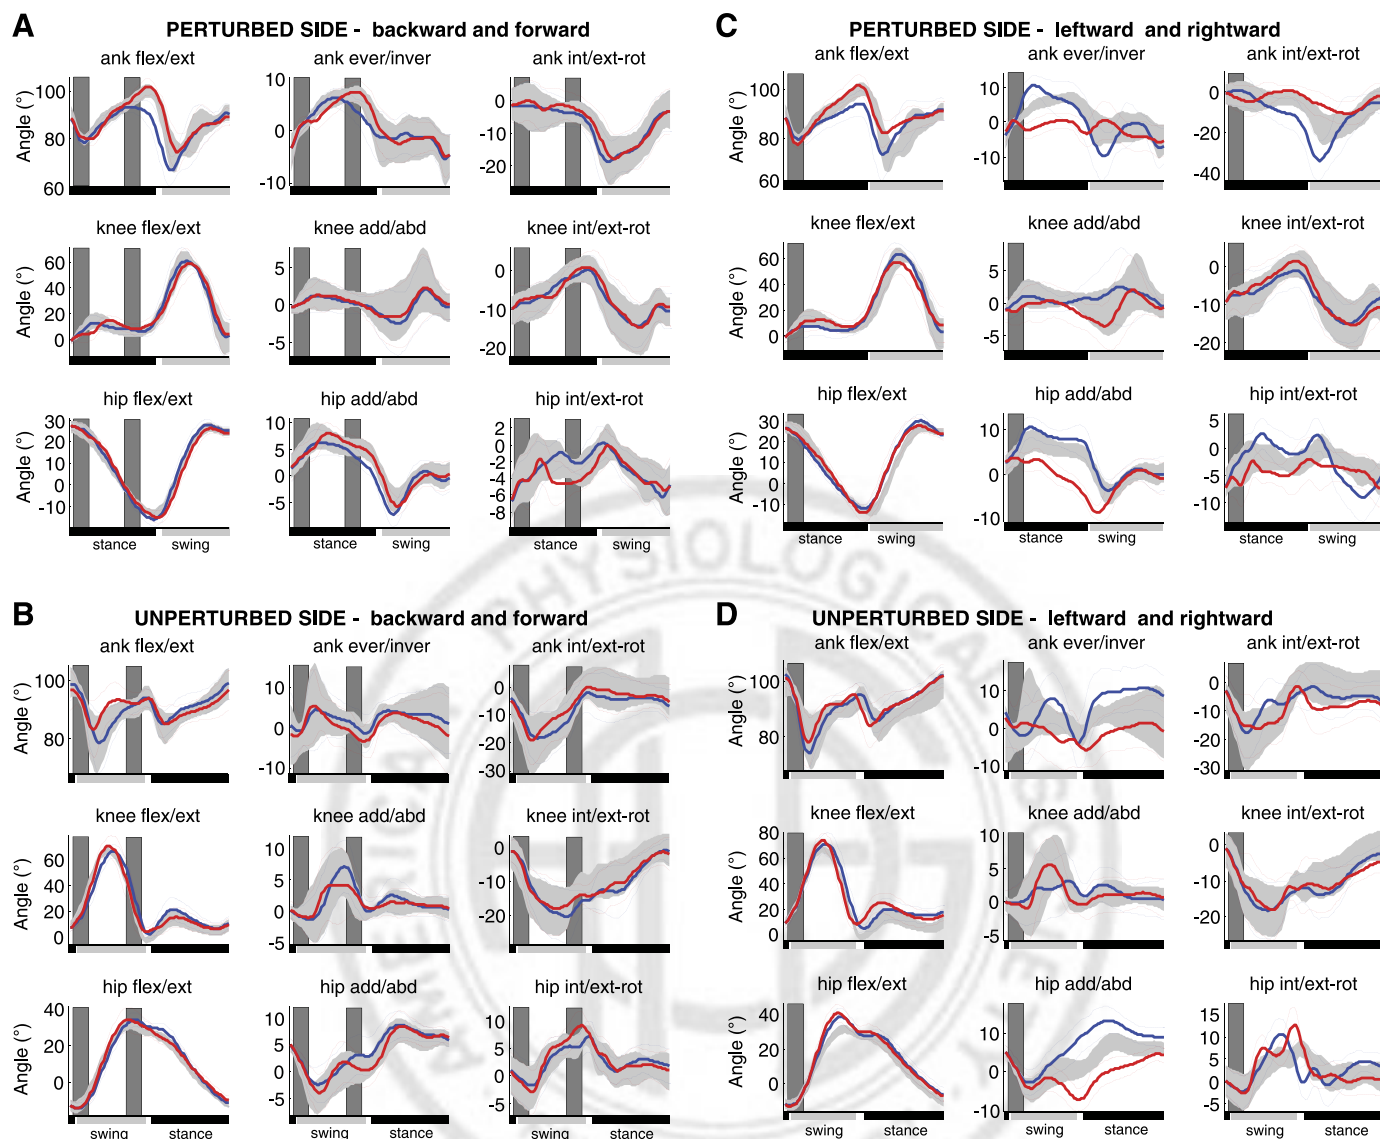 A PERTURBED SIDE - backward and forward
ank flex/ext ank ever/inver ank int/ext-rot
Angle (°) 100 80 60 10 0 -10 0 -10 -20
knee flex/ext knee add/abd knee int/ext-rot
Angle (°) 60 40 20 0 5 0 -5 0 -10 -20
hip flex/ext hip add/abd hip int/ext-rot
Angle (°) 30 20 10 0 -10 10 5 0 -5 2 0 -2 -4 -6 -8
stance swing stance swing stance swing
C PERTURBED SIDE - leftward and rightward
ank flex/ext ank ever/inver ank int/ext-rot
Angle (°) 100 80 60 10 0 -10 0 -20 -40
knee flex/ext knee add/abd knee int/ext-rot
Angle (°) 60 40 20 0 5 0 -5 0 -10 -20
hip flex/ext hip add/abd hip int/ext-rot
Angle (°) 30 20 10 0 -10 10 0 -10 5 0 -5 -10
stance swing stance swing stance swing
B UNPERTURBED SIDE - backward and forward
ank flex/ext ank ever/inver ank int/ext-rot
Angle (°) 100 80 10 0 -10 0 -10 -20 -30
knee flex/ext knee add/abd knee int/ext-rot
Angle (°) 60 40 20 0 10 5 0 -5 0 -10 -20
hip flex/ext hip add/abd hip int/ext-rot
Angle (°) 40 20 0 10 5 0 -5 10 5 0 -5
swing stance swing stance swing stance
D UNPERTURBED SIDE - leftward and rightward
ank flex/ext ank ever/inver ank int/ext-rot
Angle (°) 100 80 10 0 -10 0 -10 -20 -30
knee flex/ext knee add/abd knee int/ext-rot
Angle (°) 80 60 40 20 0 10 5 0 -5 0 -10 -20
hip flex/ext hip add/abd hip int/ext-rot
Angle (°) 40 20 0 10 0 -10 15 10 5 0 -5
swing stance swing stance swing stance
PHYSIOLOGICAL